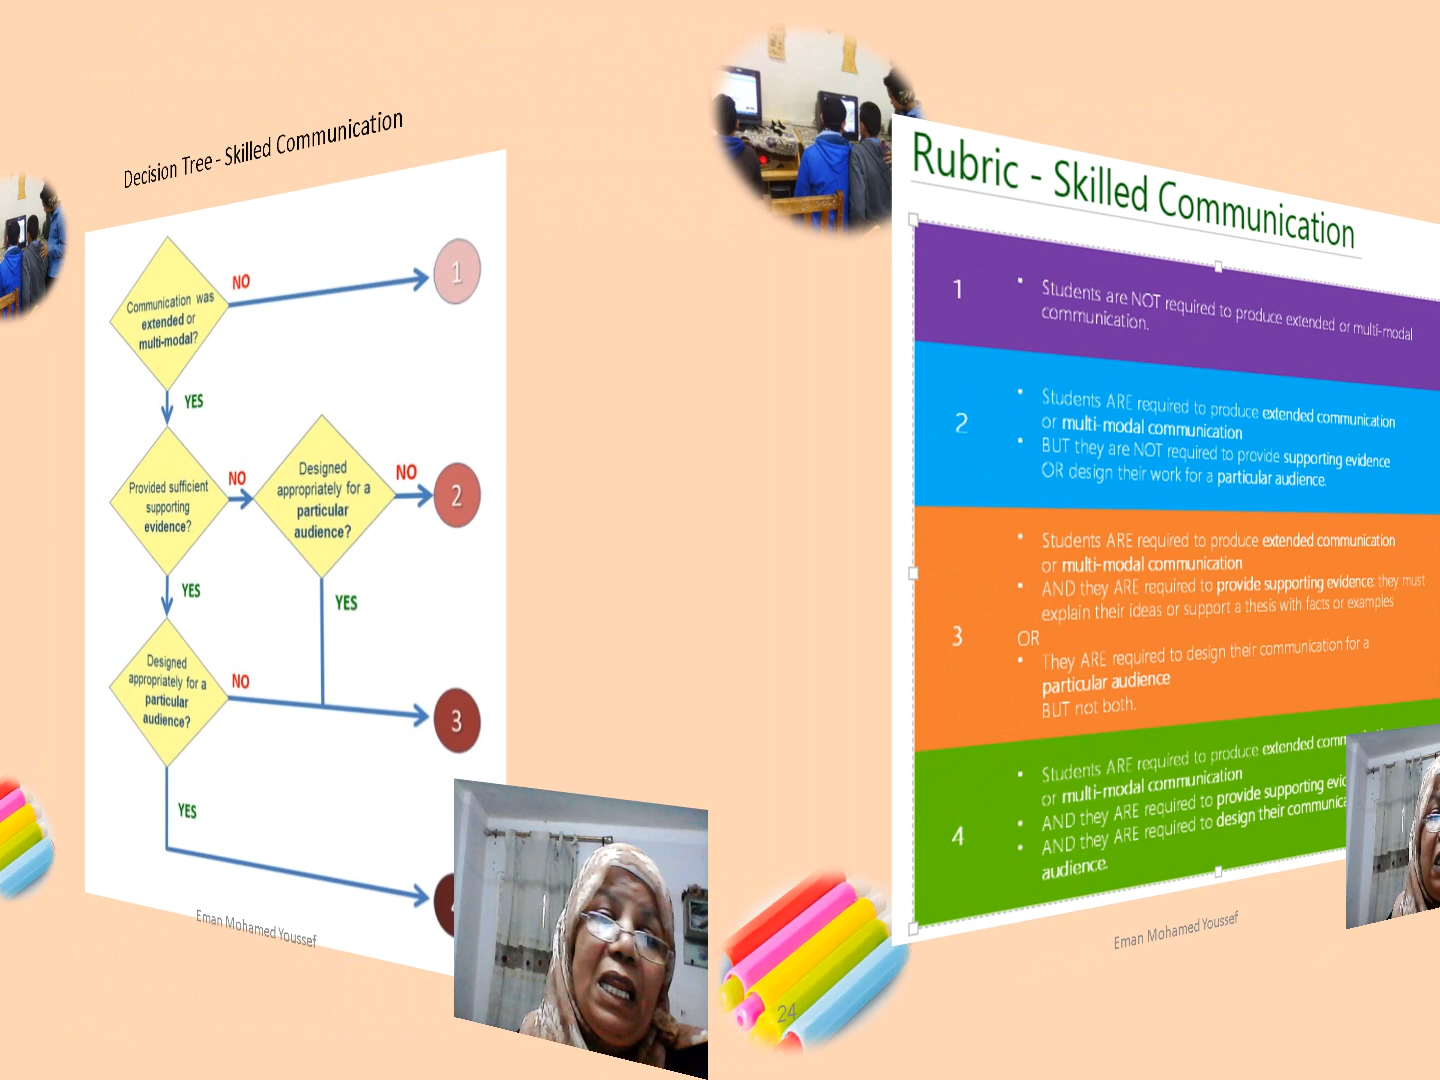 Decision Tree - Skilled Communication
Communication was
extended or
multi-modal?
NO
1
YES
Provided sufficient
supporting
evidence?
NO
Designed
appropriately for a
particular
audience?
NO
2
YES
YES
Designed
appropriately for a
particular
audience?
NO
3
YES
Eman Mohamed Youssef
Rubric - Skilled Communication
1
• Students are NOT required to produce extended or multi-modal
communication.
2
• Students ARE required to produce extended communication
or multi-modal communication
• BUT they are NOT required to provide supporting evidence
OR design their work for a particular audience.
3
• Students ARE required to produce extended communication
or multi-modal communication
• AND they ARE required to provide supporting evidence: they must
explain their ideas or support a thesis with facts or examples
OR
• They ARE required to design their communication for a
particular audience
BUT not both.
4
• Students ARE required to produce extended
or multi-modal communication
• AND they ARE required to provide supporting
• AND they ARE required to design their
audience.
Eman Mohamed Youssef
24